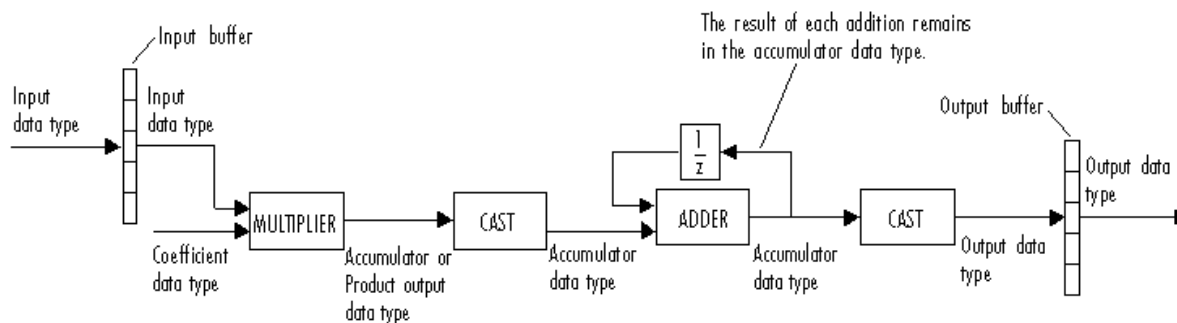 Input buffer
The result of each addition remains
in the accumulator data type.
Input
data type
Input
data type
Output buffer
1
z
Output data
type
MULTIPLIER
CAST
ADDER
CAST
Coefficient
data type
Accumulator or
Product output
data type
Accumulator
data type
Accumulator
data type
Output data
type